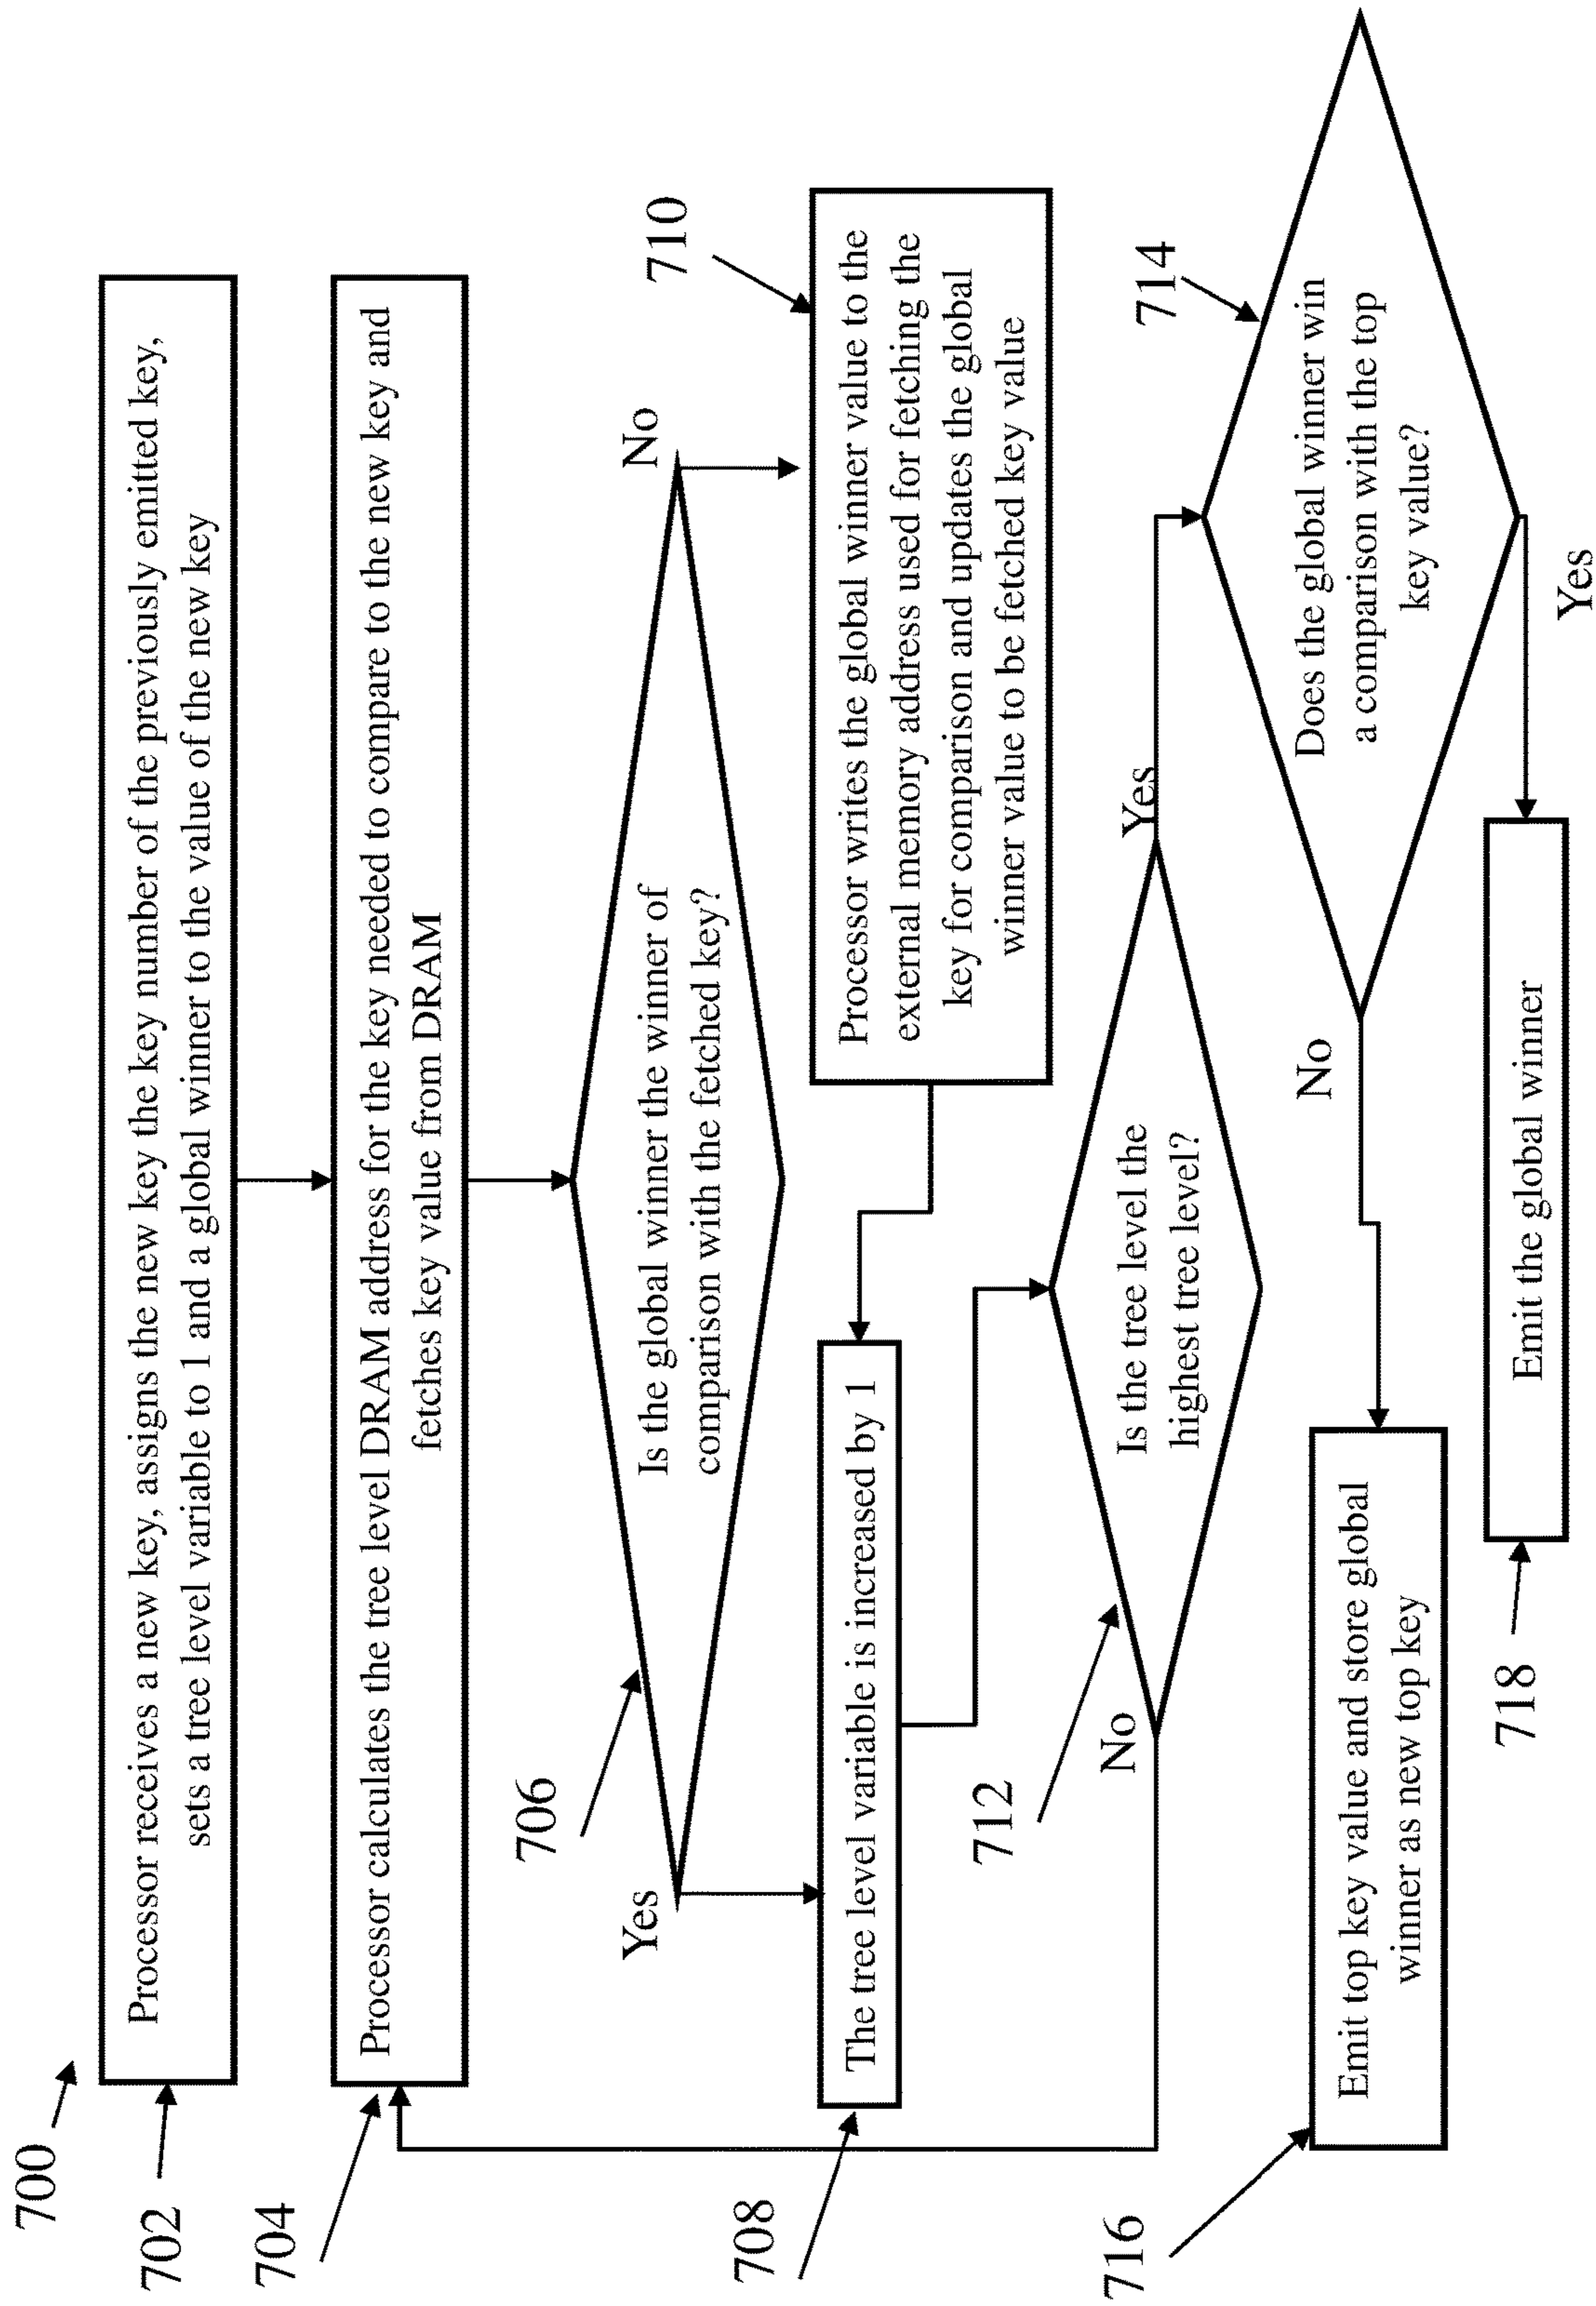 700
702
Processor receives a new key, assigns the new key the key number of the previously emitted key,
sets a tree level variable to 1 and a global winner to the value of the new key
704
Processor calculates the tree level DRAM address for the key needed to compare to the new key and
fetches key value from DRAM
706
Is the global winner the winner of
comparison with the fetched key?
Yes
No
708
The tree level variable is increased by 1
710
Processor writes the global winner value to the
external memory address used for fetching the
key for comparison and updates the global
winner value to be fetched key value
712
Is the tree level the
highest tree level?
No
Yes
714
Does the global winner win
a comparison with the top
key value?
No
Yes
716
Emit top key value and store global
winner as new top key
718
Emit the global winner